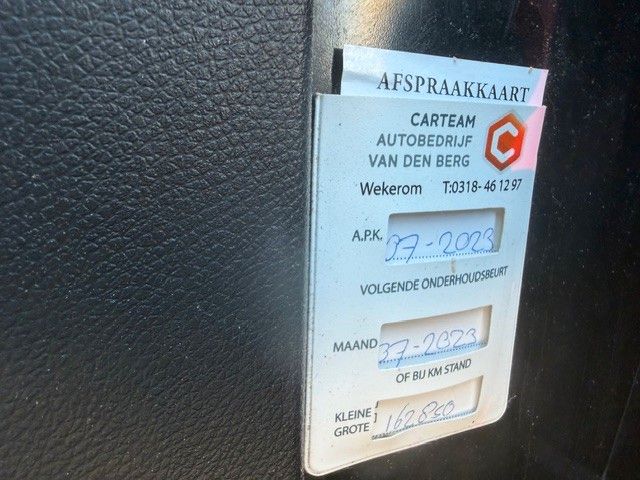 AFSPRAAKKAART
CARTEAM
AUTOBEDRIJF
VAN DEN BERG
C
Wekerom T:0318- 46 12 97
A.P.K. 07-2023
VOLGENDE ONDERHOUDSBEURT
MAAND 07-2023
OF BIJ KM STAND
KLEINE
GROTE 162850